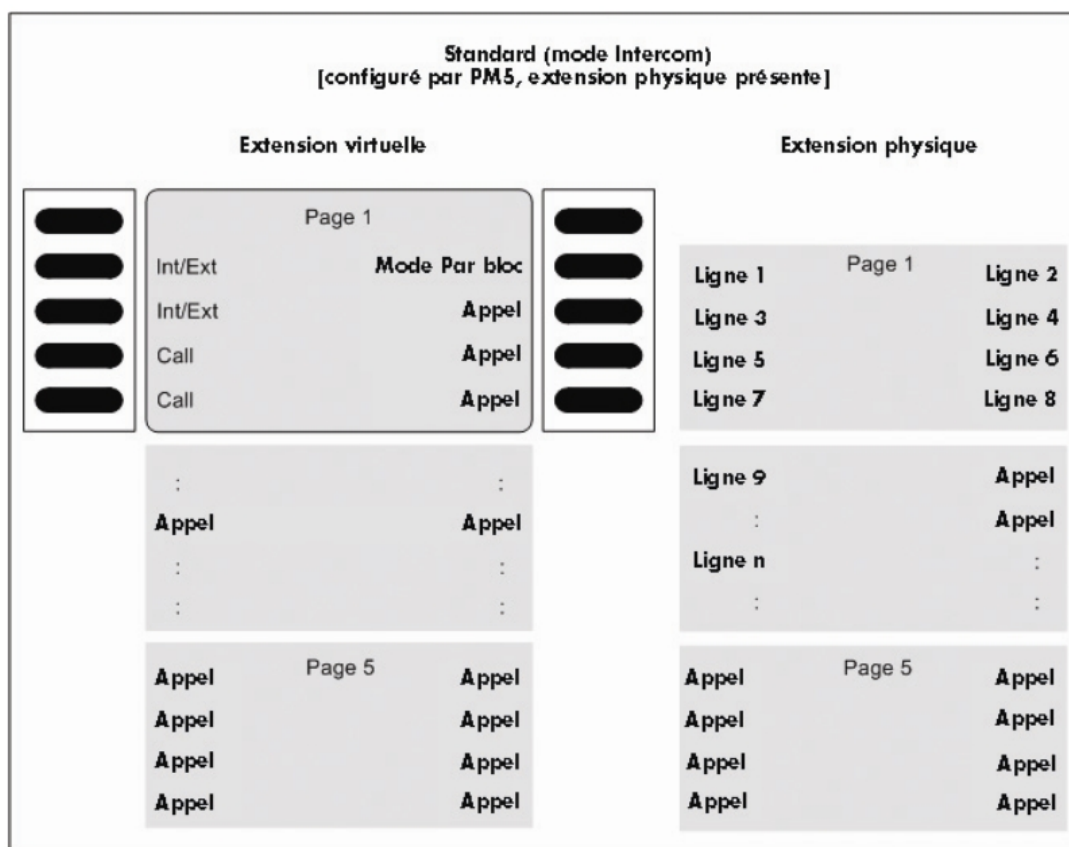 Standard (mode Intercom)
[configuré par PM5, extension physique présente]
Extension virtuelle
Extension physique
Page 1
Int/Ext Mode Par bloc
Int/Ext Appel
Call Appel
Call Appel
: :
Appel Appel
: :
: :
Page 5
Appel Appel
Appel Appel
Appel Appel
Appel Appel
Page 1
Ligne 1 Ligne 2
Ligne 3 Ligne 4
Ligne 5 Ligne 6
Ligne 7 Ligne 8
Ligne 9 Appel
: Appel
Ligne n :
: :
Page 5
Appel Appel
Appel Appel
Appel Appel
Appel Appel